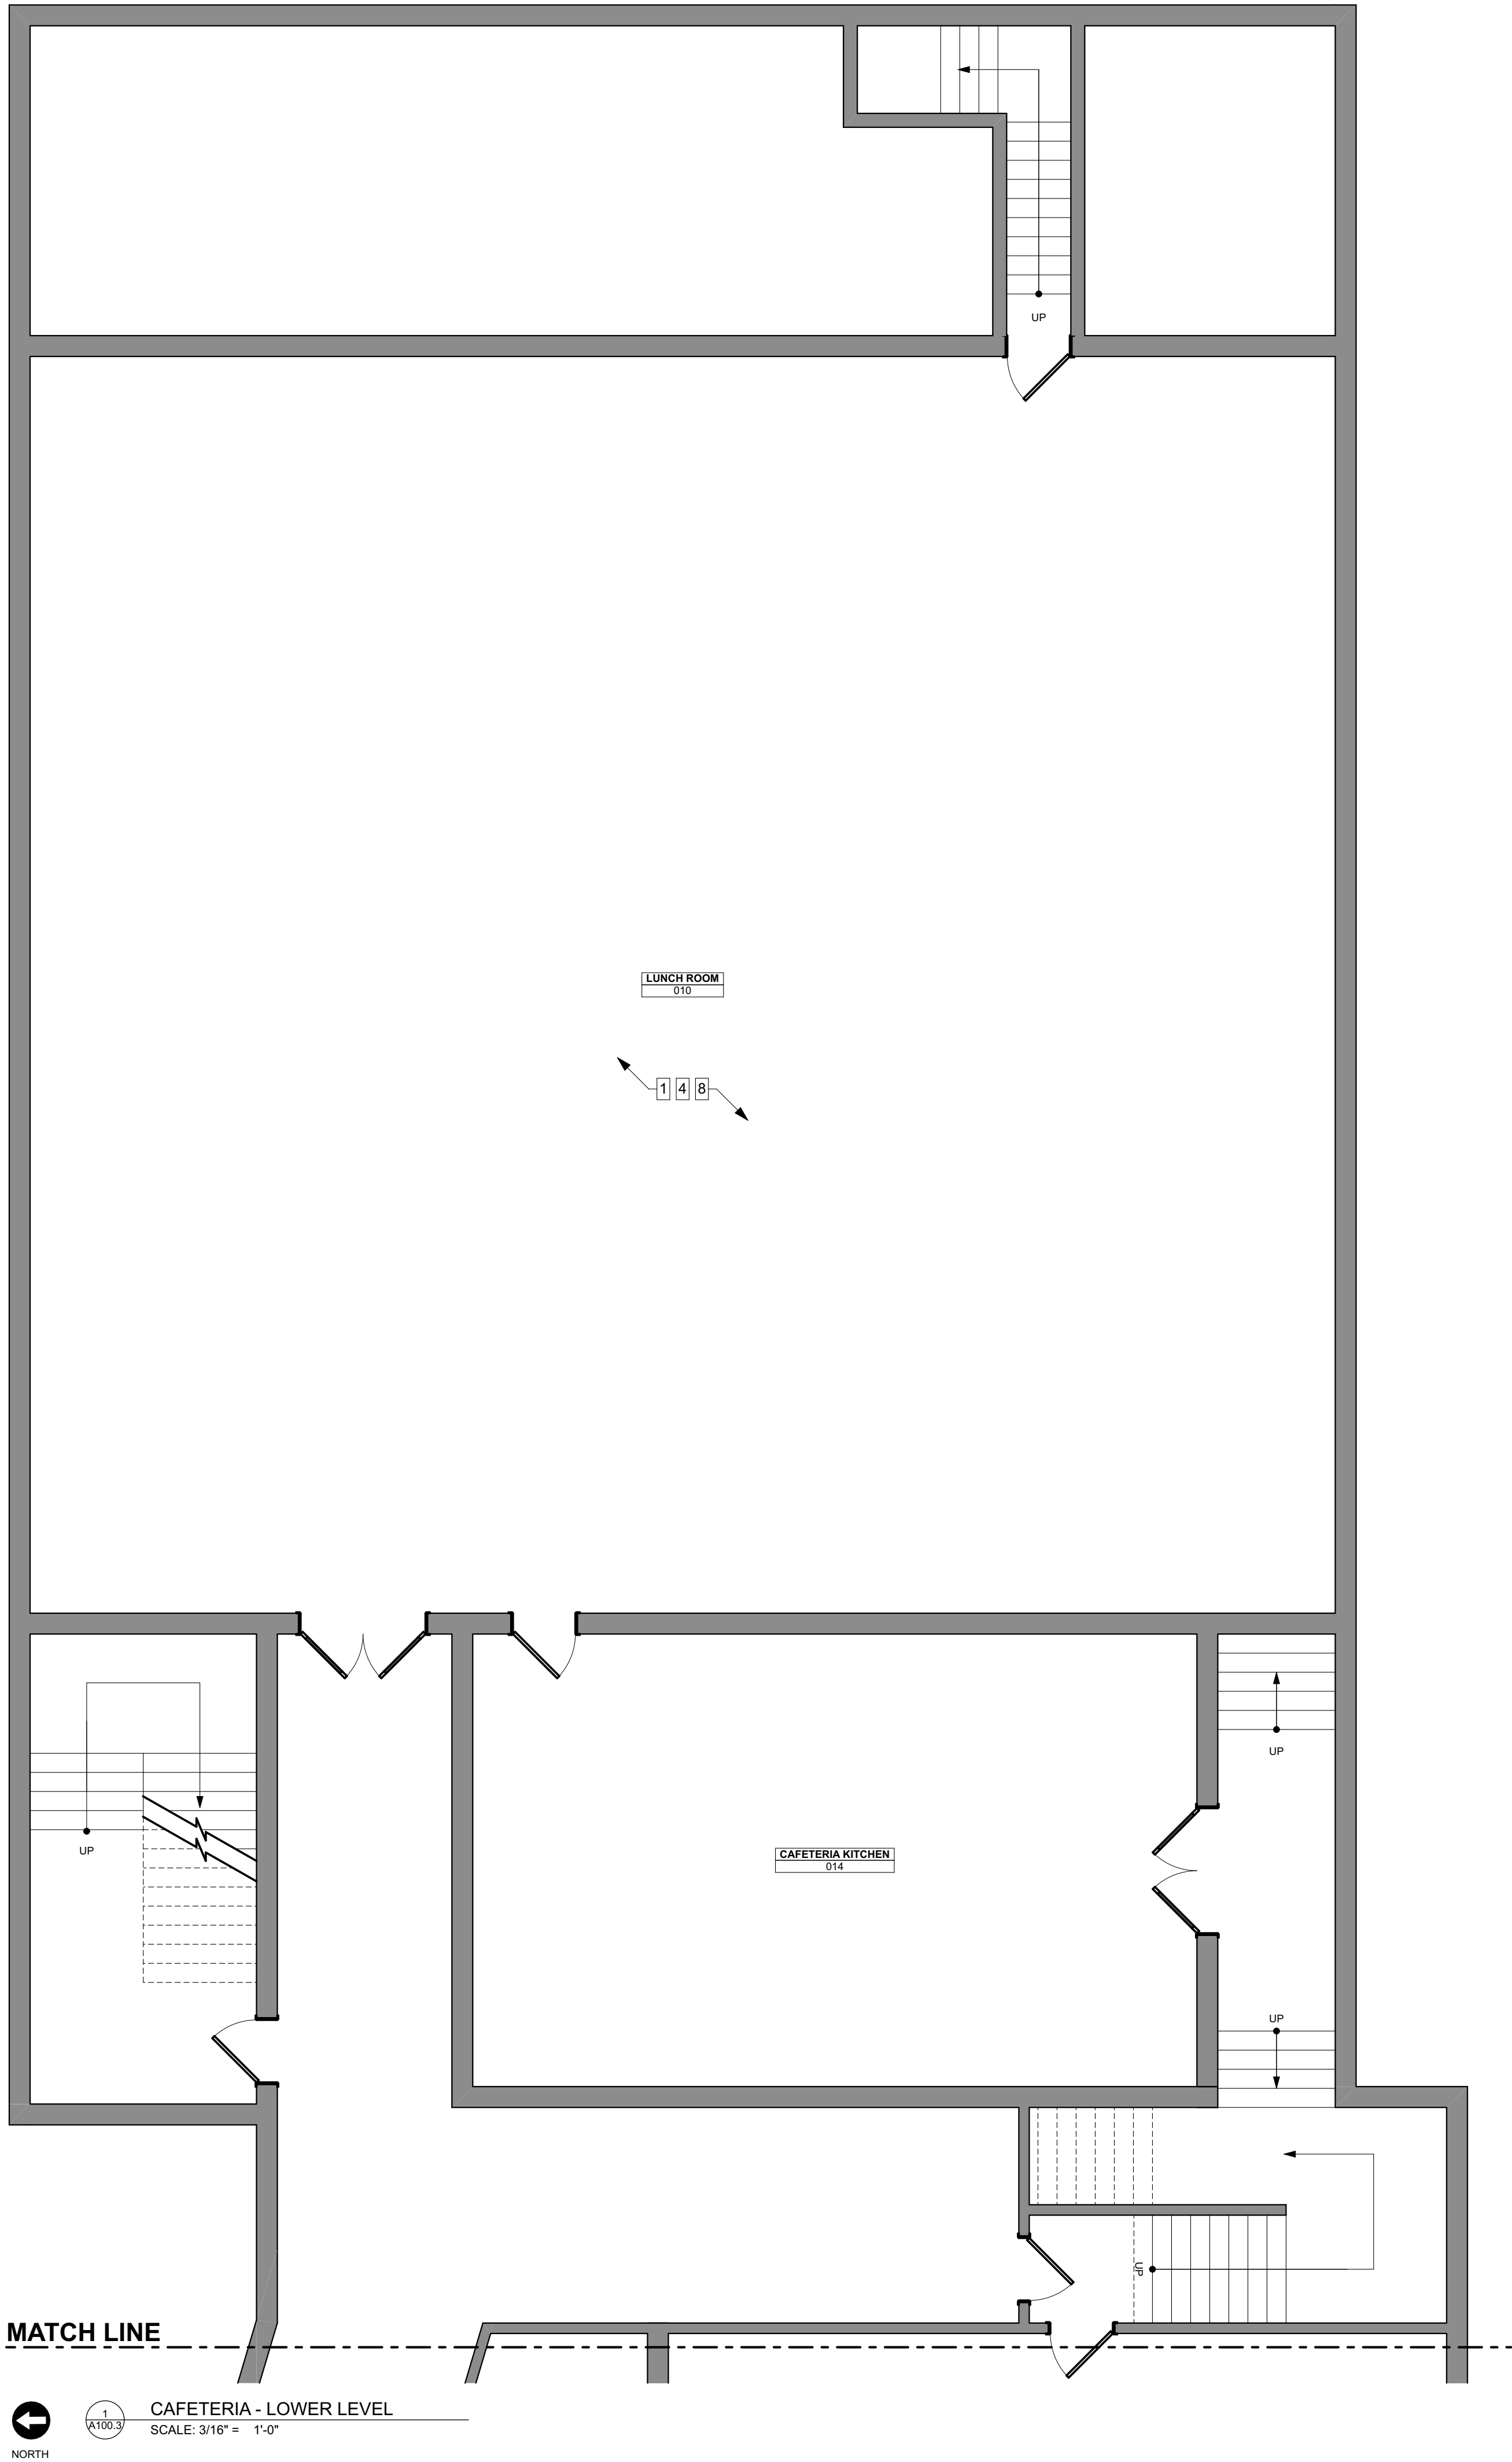 UP
LUNCH ROOM
010
1 4 8
UP
UP
CAFETERIA KITCHEN
014
UP
UP
MATCH LINE
1
A100.3
CAFETERIA - LOWER LEVEL
SCALE: 3/16" = 1'-0"
NORTH